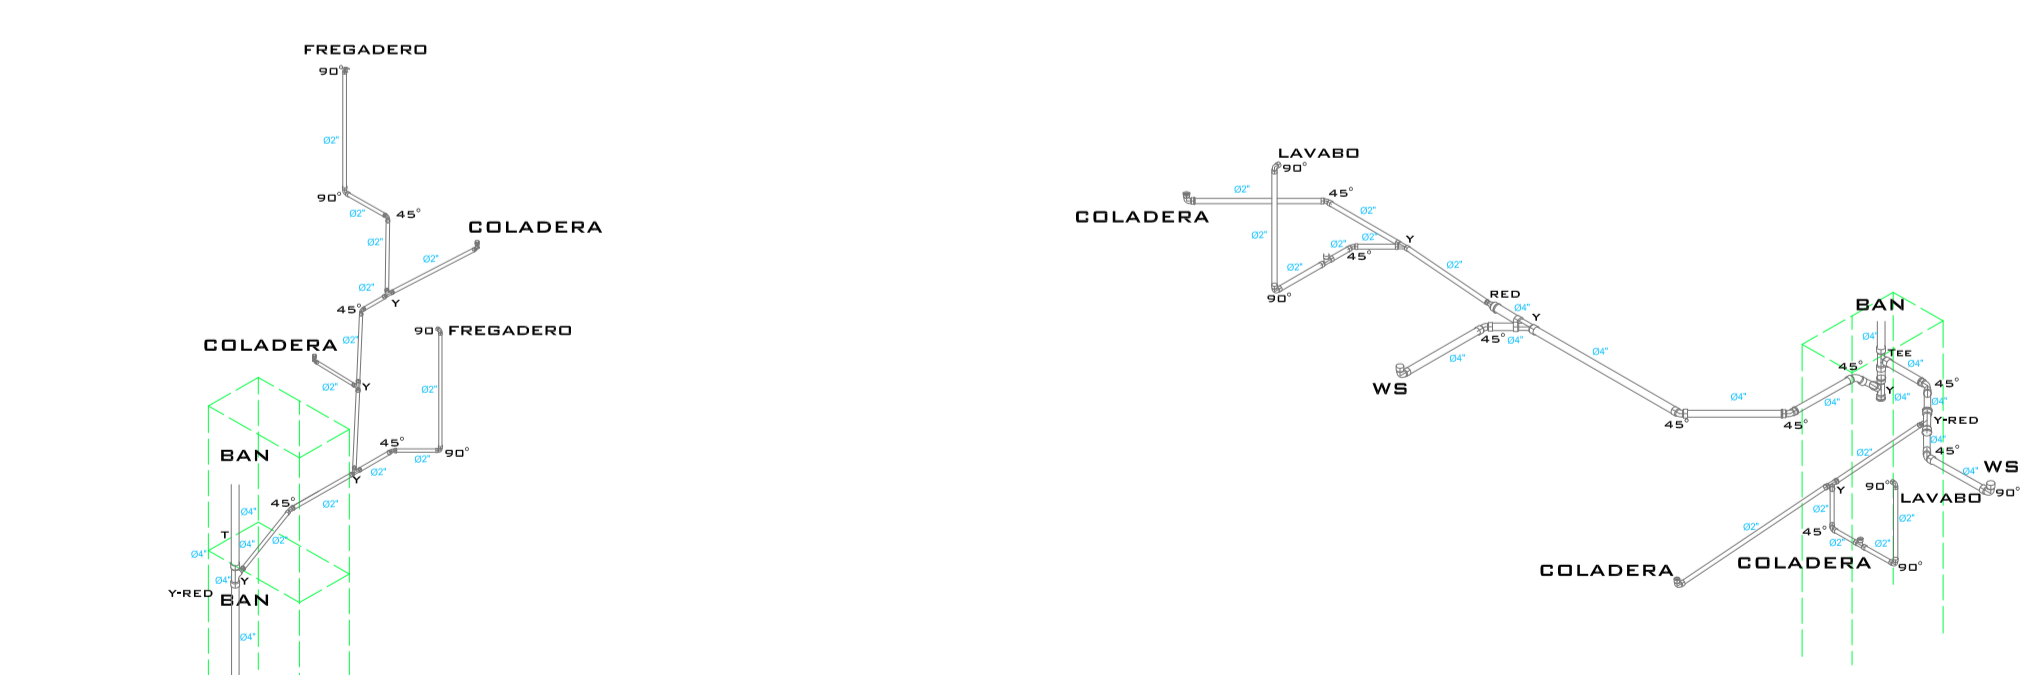 FREGADERO
90°
Ø2"
90°
Ø2"
45°
COLADERA
Ø2"
Ø2"
Ø2"
Y
45°
90
FREGADERO
COLADERA
Ø2"
Ø2"
Y
Ø2"
45°
90°
Ø2"
Ø2"
BAN
Y
45°
Ø2"
Ø4"
T
Ø2"
Ø4"
Ø4"
Ø4"
Y
Y-RED
BAN
Ø4"
LAVABO
90°
COLADERA
Ø2"
45°
Ø2"
Ø2"
Ø2"
Ø2"
Y
45°
Ø2"
Ø2"
90°
RED
Ø4"
Y
45°
Ø4"
Ø4"
WS
Ø4"
45°
Ø4"
45°
BAN
Ø4"
TEE
45°
Ø4"
45°
Ø4"
Y
Ø4"
Ø4"
Y-RED
Ø4"
Ø2"
45°
WS
Ø4"
90°
90°
LAVABO
Y
Ø2"
Ø2"
Ø2"
45°
Ø2"
Ø2"
COLADERA
90°
COLADERA